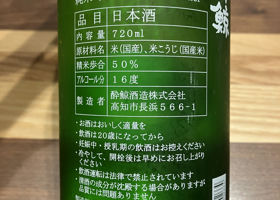 鯨
品目 日本酒
内容量 720ml
原材料名 米(国産)、米こうじ(国産米)
精米歩合 50%
アルコール分 16度
製造者 酔鯨酒造株式会社
高知市長浜566-1
・お酒はおいしく適量を
・飲酒は20歳になってから
・妊娠中・授乳期の飲酒はお控えください
・冷やして、開栓後は早めにお召し上がりください
・飲酒運転は法律で禁止されています
・酒の成分が沈殿する場合がありますが
品質には問題ありません